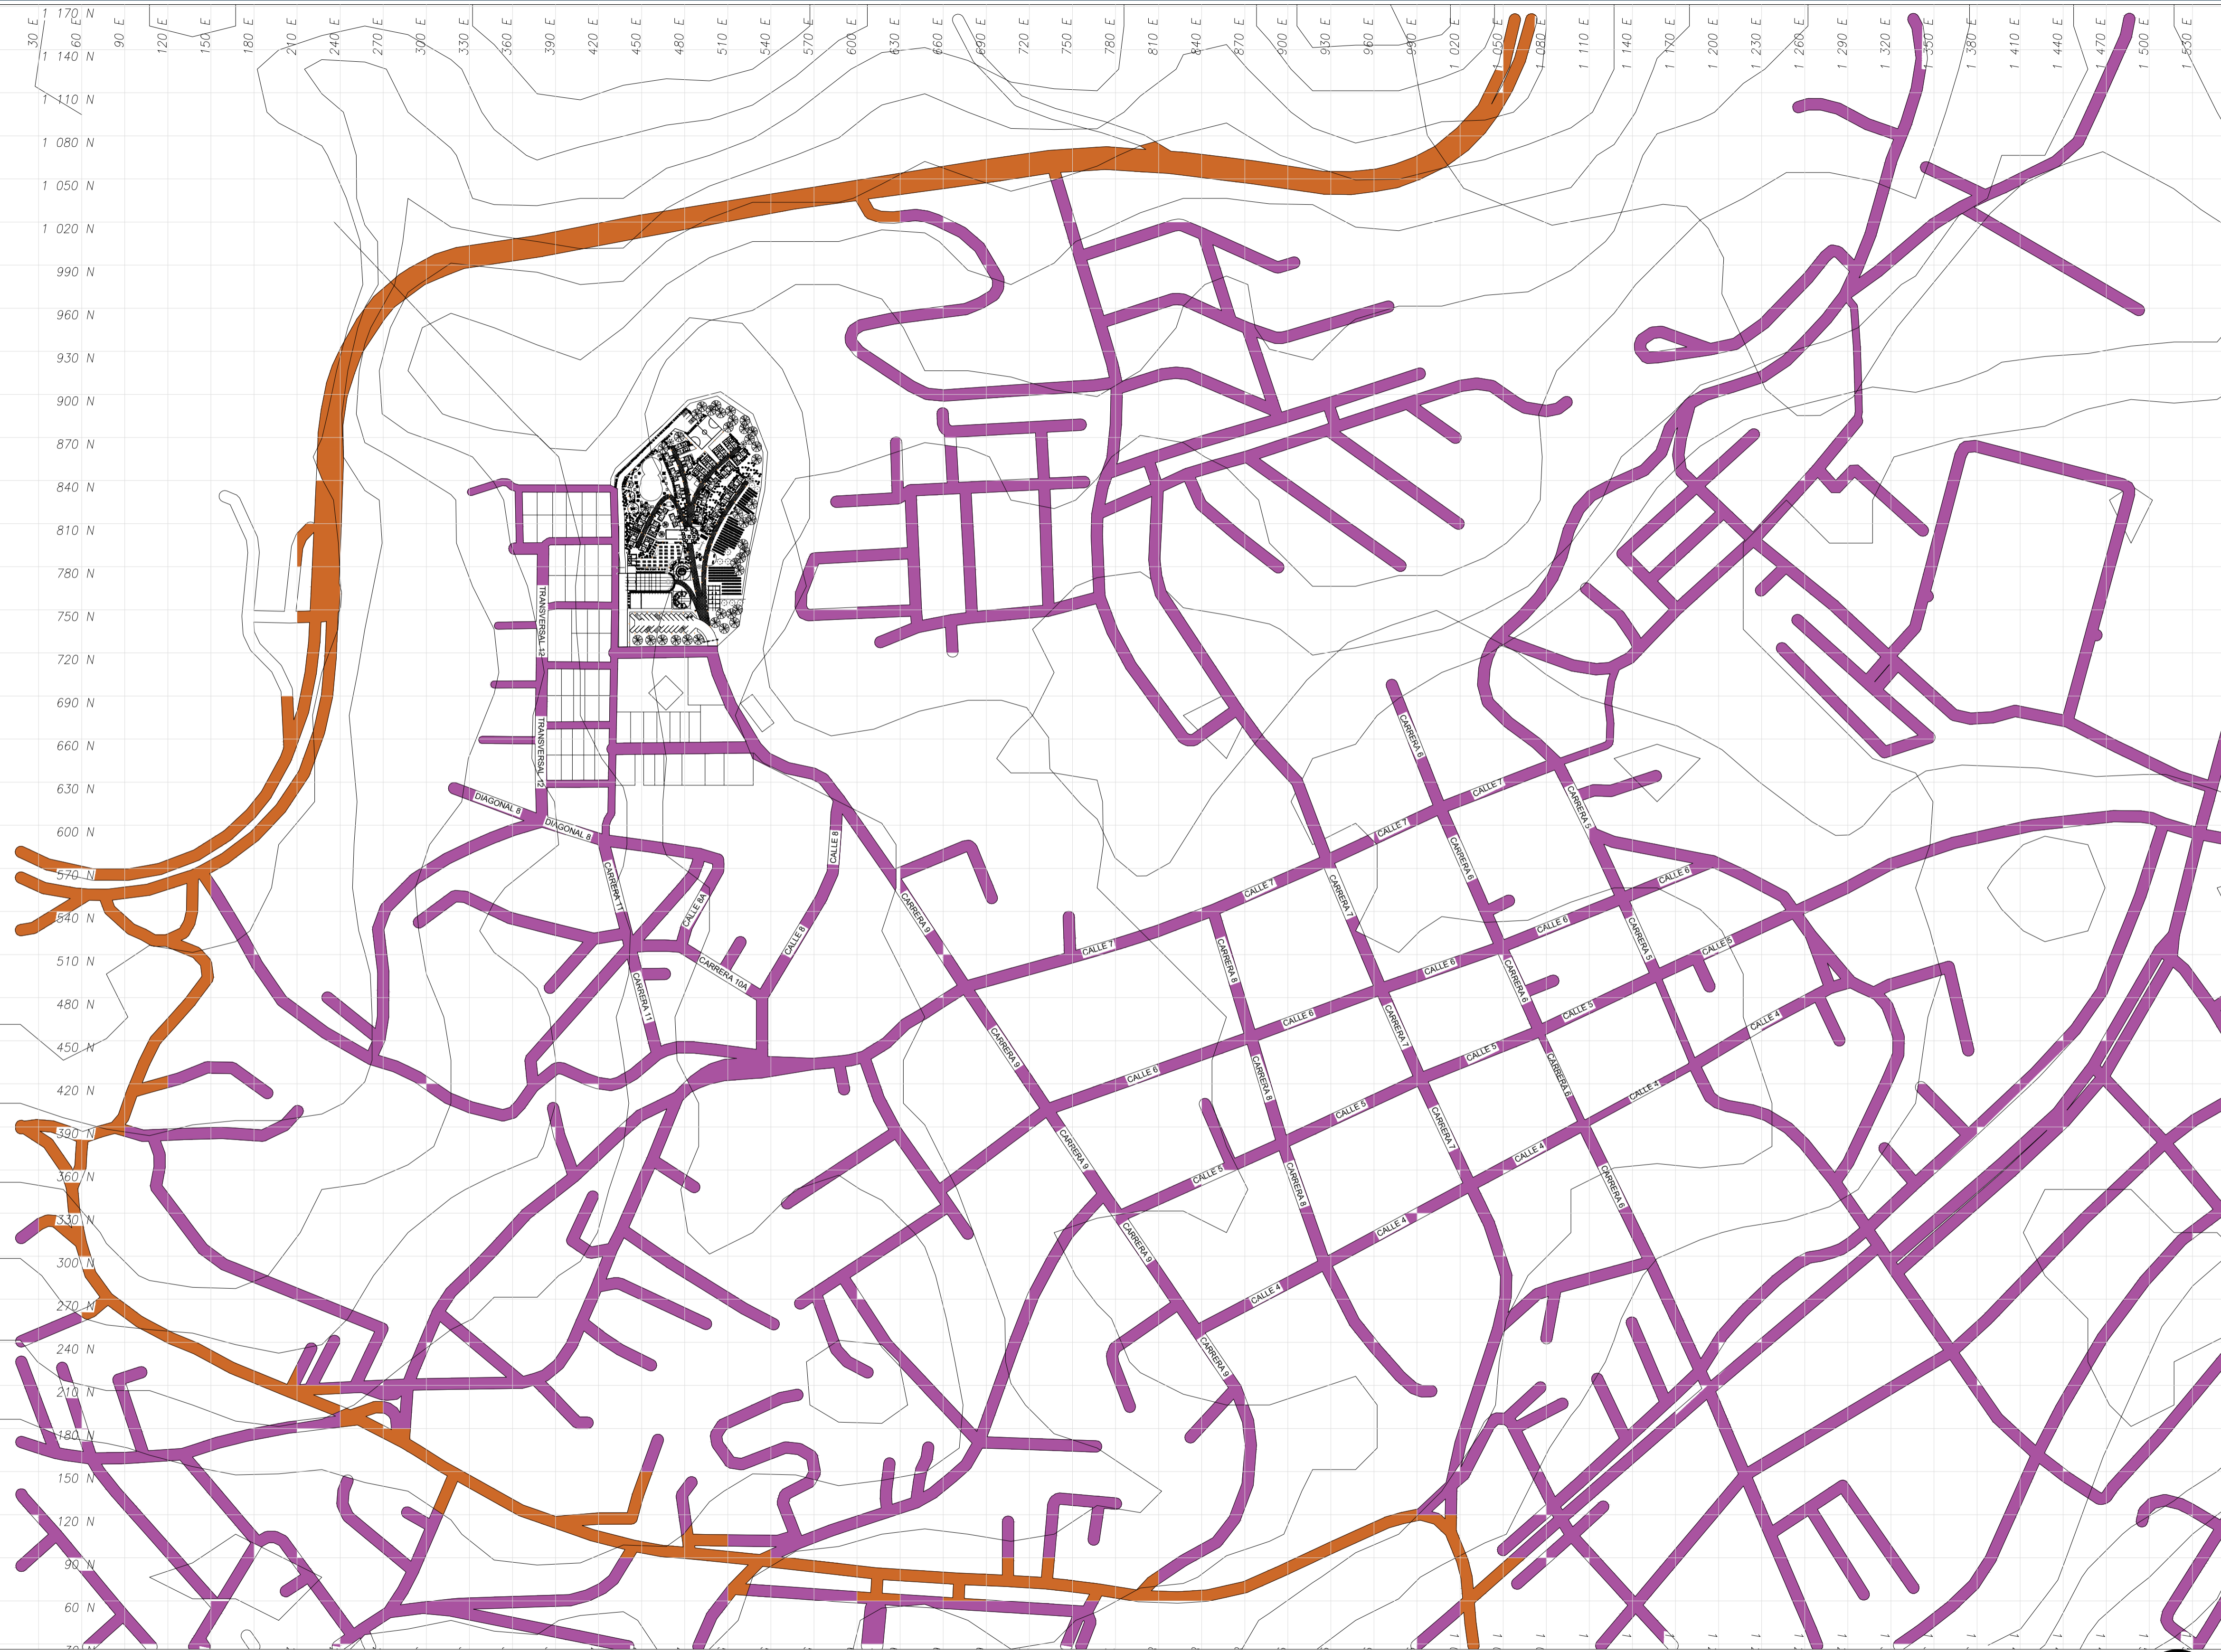 1 170 N
30 E
60 E
90 E
120 E
150 E
180 E
210 E
240 E
270 E
300 E
330 E
360 E
390 E
420 E
450 E
480 E
510 E
540 E
570 E
600 E
630 E
660 E
690 E
720 E
750 E
780 E
810 E
840 E
870 E
900 E
930 E
960 E
990 E
1 020 E
1 050 E
1 080 E
1 110 E
1 140 E
1 170 E
1 200 E
1 230 E
1 260 E
1 290 E
1 320 E
1 350 E
1 380 E
1 410 E
1 440 E
1 470 E
1 500 E
1 530 E
1 140 N
1 110 N
1 080 N
1 050 N
1 020 N
990 N
960 N
930 N
900 N
870 N
840 N
810 N
780 N
750 N
720 N
690 N
660 N
630 N
600 N
570 N
540 N
510 N
480 N
450 N
420 N
390 N
360 N
330 N
300 N
270 N
240 N
210 N
180 N
150 N
120 N
90 N
60 N
TRANSVERSAL 12
TRANSVERSAL 12
DIAGONAL 8
DIAGONAL 8
CARRERA 11
CARRERA 11
CALLE 8A
CARRERA 10A
CALLE 8
CALLE 8
CARRERA 9
CARRERA 9
CARRERA 9
CARRERA 9
CARRERA 9
CALLE 7
CALLE 7
CALLE 7
CALLE 7
CARRERA 8
CARRERA 8
CARRERA 8
CARRERA 7
CARRERA 7
CARRERA 7
CARRERA 6
CARRERA 6
CARRERA 6
CARRERA 6
CARRERA 6
CARRERA 5
CARRERA 5
CALLE 6
CALLE 6
CALLE 6
CALLE 6
CALLE 6
CALLE 5
CALLE 5
CALLE 5
CALLE 5
CALLE 5
CALLE 4
CALLE 4
CALLE 4
CALLE 4
CALLE 4